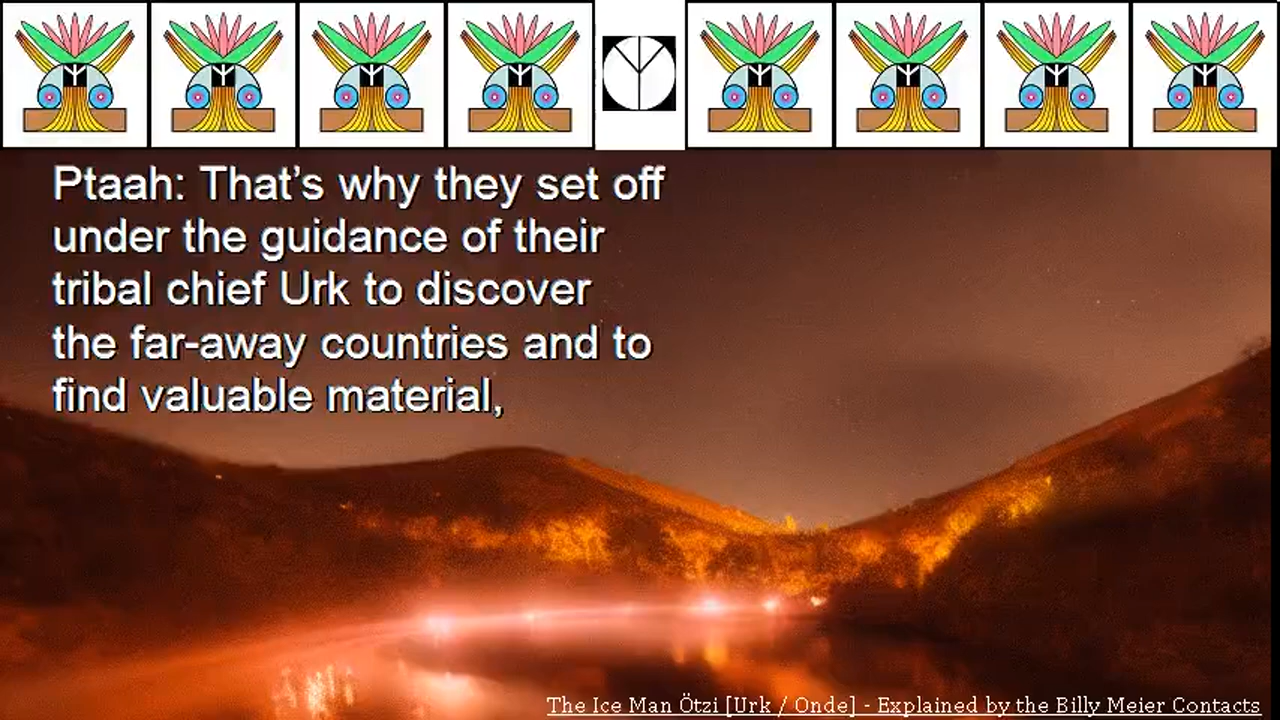 Ptaah: That’s why they set off
under the guidance of their
tribal chief Urk to discover
the far-away countries and to
find valuable material,
The Ice Man Ötzi [Urk / Onde] - Explained by the Billy Meier Contacts